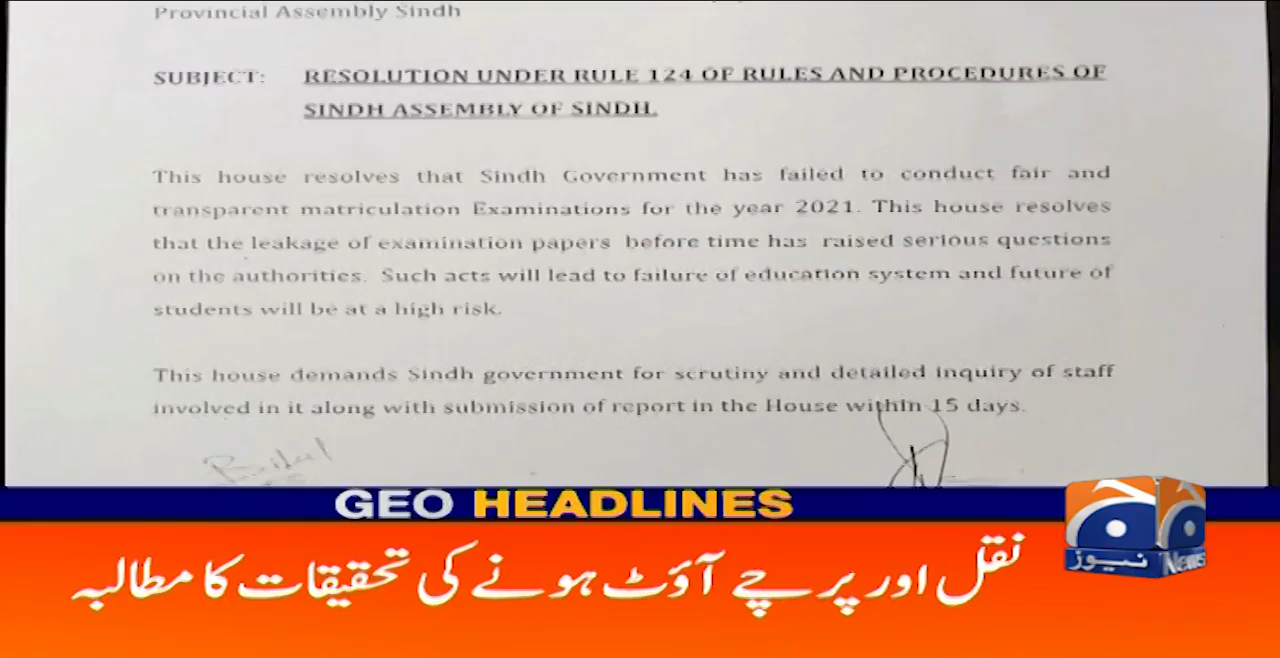 Provincial Assembly Sindh
SUBJECT: RESOLUTION UNDER RULE 124 OF RULES AND PROCEDURES OF
SINDH ASSEMBLY OF SINDH.
This house resolves that Sindh Government has failed to conduct fair and
transparent matriculation Examinations for the year 2021. This house resolves
that the leakage of examination papers before time has raised serious questions
on the authorities. Such acts will lead to failure of education system and future of
students will be at a high risk.
This house demands Sindh government for scrutiny and detailed inquiry of staff
involved in it along with submission of report in the House within 15 days.
GEO HEADLINES
نقل اور پرچے آؤٹ ہونے کی تحقیقات کا مطالبہ
جیو
نیوز News